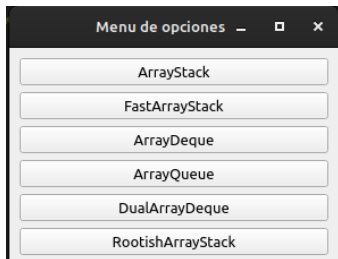 Menu de opciones
ArrayStack
FastArrayStack
ArrayDeque
ArrayQueue
DualArrayDeque
RootishArrayStack